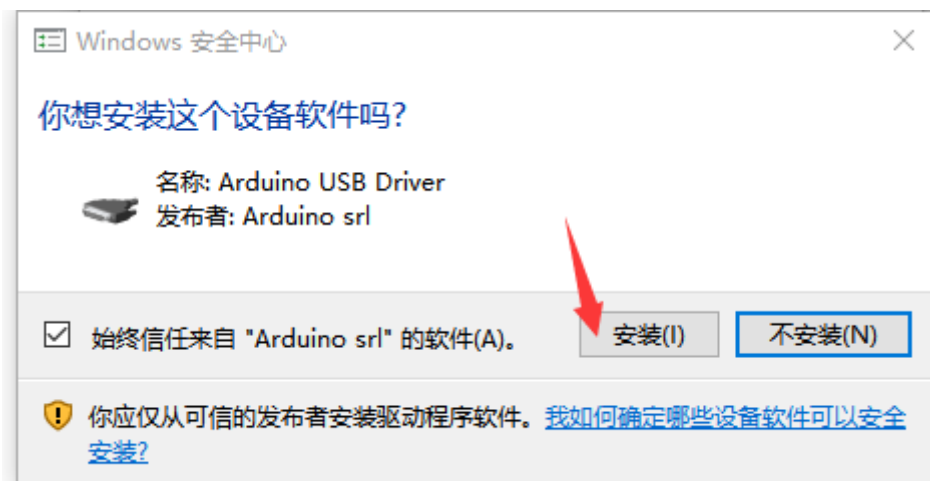 Windows 安全中心
你想安装这个设备软件吗?
名称: Arduino USB Driver
发布者: Arduino srl
始终信任来自 "Arduino srl" 的软件(A)。
安装(I)
不安装(N)
你应仅从可信的发布者安装驱动程序软件。我如何确定哪些设备软件可以安全
安装?